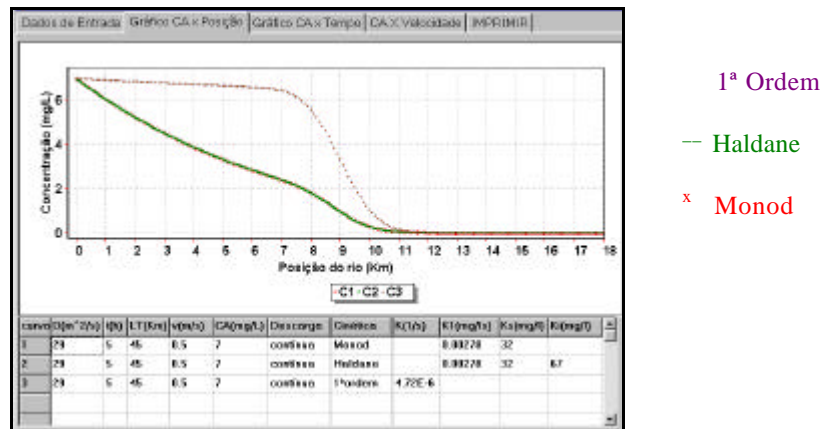 Dados de Entrada Gráfico CA x Posição Gráfico CA x Tempo CA X Velocidade IMPRIMIR
Concentração (mg/L)
6
4
2
0
0 1 2 3 4 5 6 7 8 9 10 11 12 13 14 15 16 17 18
Posição do rio (Km)
C1 C2 C3
1ª Ordem
-- Haldane
x Monod
curva D(m^2/s) t(h) LT(Km) v(m/s) CA(mg/L) Descarga Cinética K(1/s) K1(mg/ls) Ks(mg/l) Ki(mg/l)
1 29 5 45 0.5 7 contínua Monod 0.00278 32
2 29 5 45 0.5 7 contínua Haldane 0.00278 32 67
3 29 5 45 0.5 7 contínua 1ªordem 4.72E-6